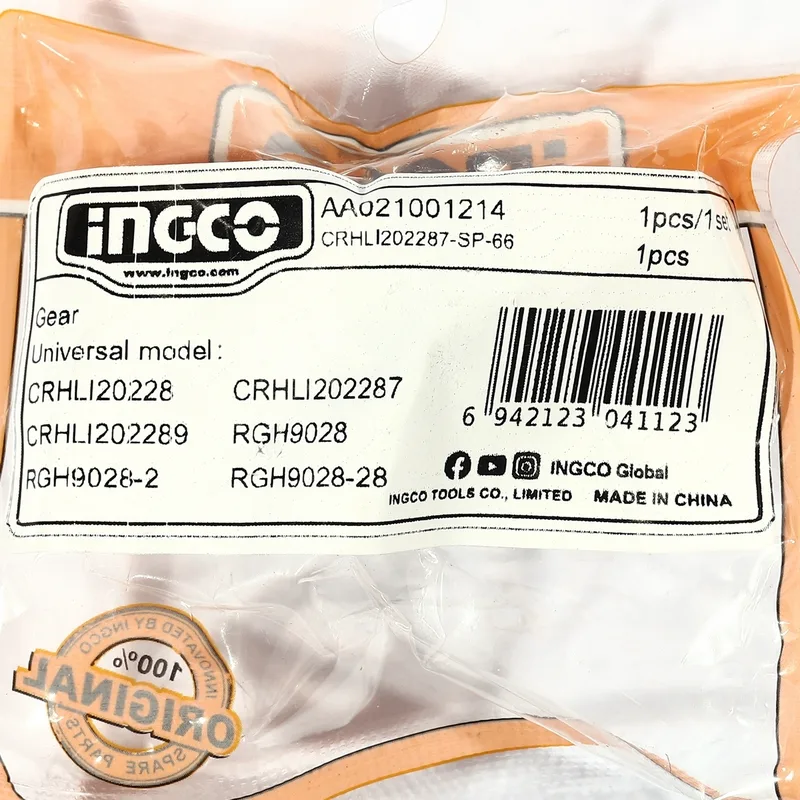 INGCO
www.ingco.com
AA021001214
CRHLI202287-SP-66
1pcs/1set
1pcs
Gear
Universal model:
CRHLI20228 CRHLI202287
CRHLI202289 RGH9028
RGH9028-2 RGH9028-28
6 942123 041123
INGCO Global
INGCO TOOLS CO., LIMITED MADE IN CHINA
INNOVATED BY INGCO
100%
ORIGINAL
SPARE PARTS